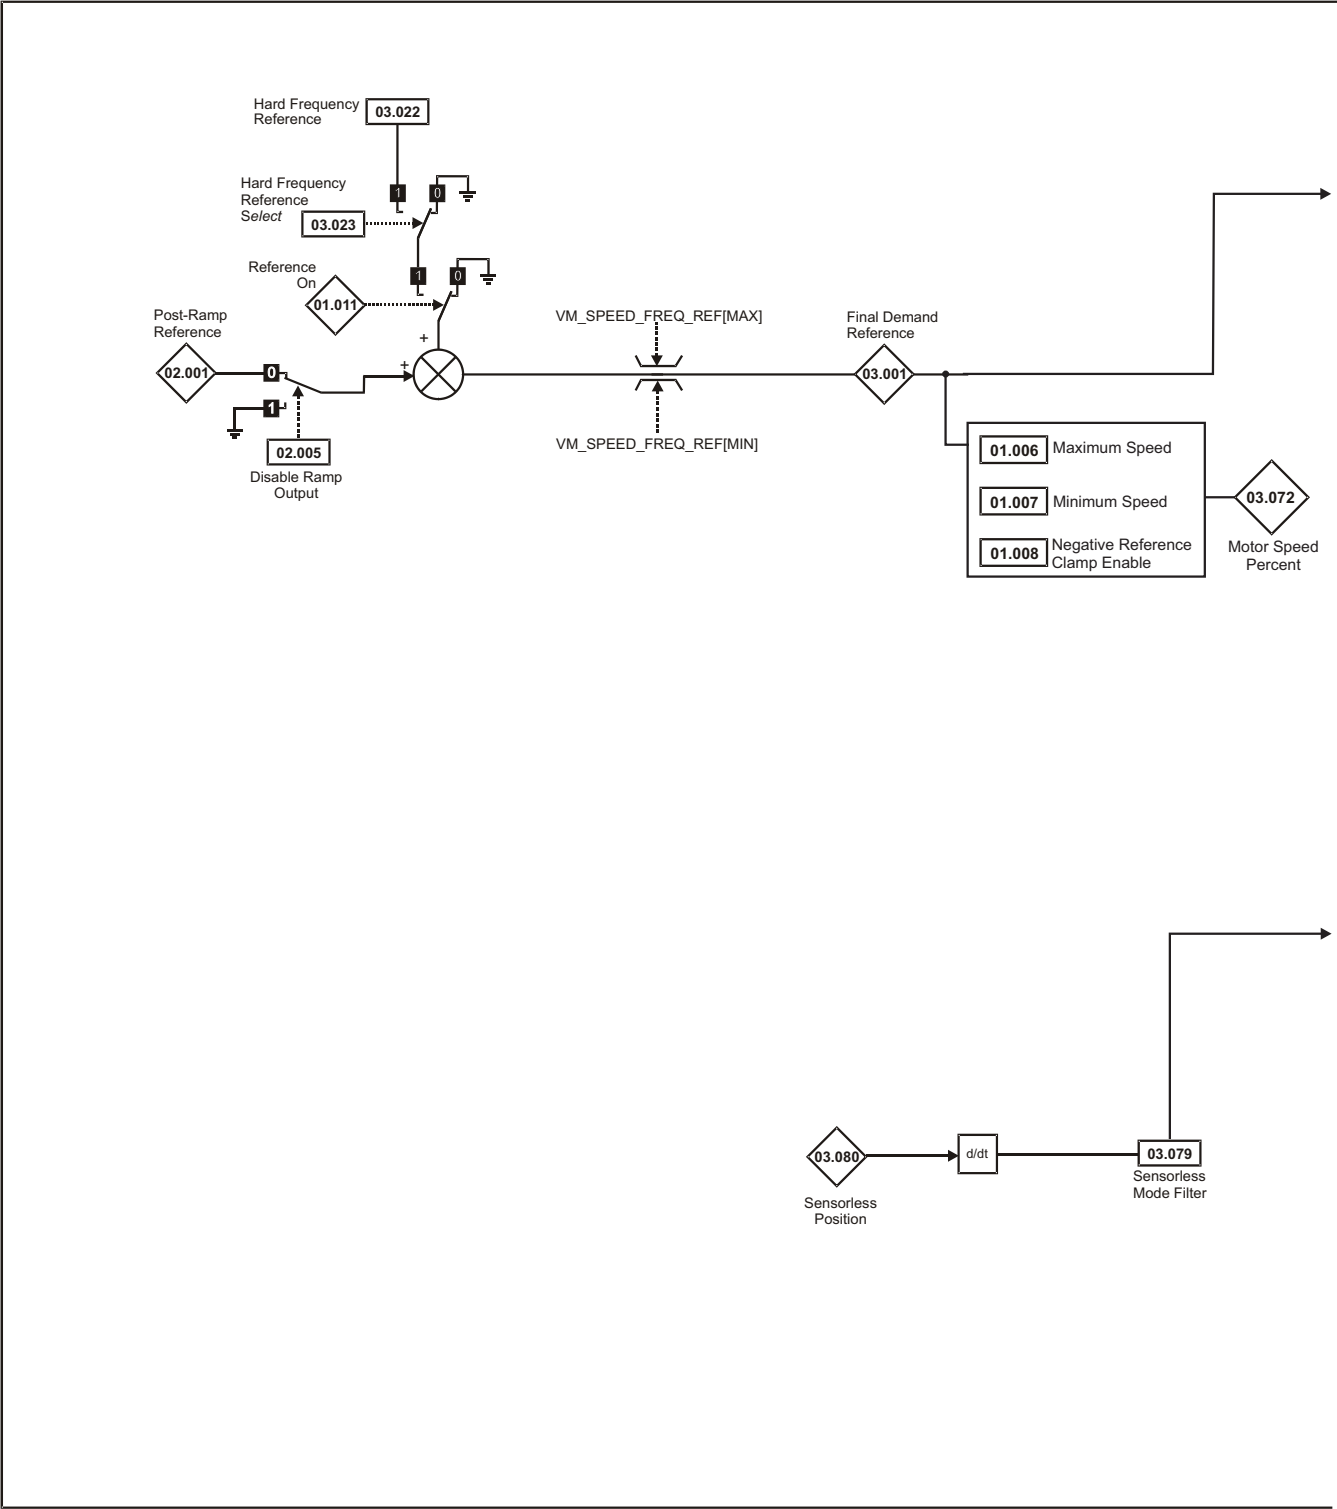 Hard Frequency
Reference
03.022
1
0
Hard Frequency
Reference
Select
03.023
1
0
Reference
On
01.011
+
Post-Ramp
Reference
02.001
0
1
+
02.005
Disable Ramp
Output
VM_SPEED_FREQ_REF[MAX]
VM_SPEED_FREQ_REF[MIN]
Final Demand
Reference
03.001
01.006 Maximum Speed
01.007 Minimum Speed
01.008 Negative Reference
Clamp Enable
03.072
Motor Speed
Percent
03.080
Sensorless
Position
d/dt
03.079
Sensorless
Mode Filter